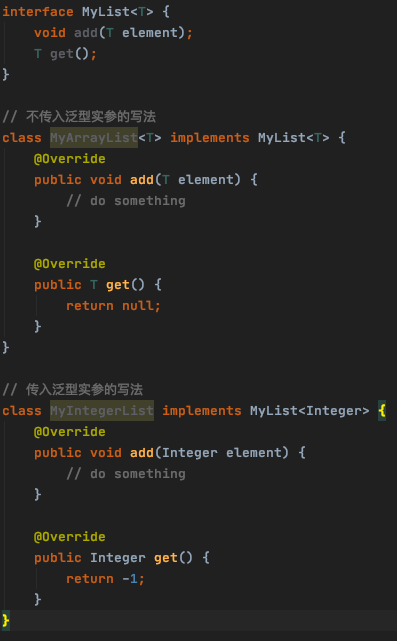 interface MyList<T> {
    void add(T element);
    T get();
}
// 不传入泛型实参的写法
class MyArrayList<T> implements MyList<T> {
    @Override
    public void add(T element) {
        // do something
    }
    @Override
    public T get() {
        return null;
    }
}
// 传入泛型实参的写法
class MyIntegerList implements MyList<Integer> {
    @Override
    public void add(Integer element) {
        // do something
    }
    @Override
    public Integer get() {
        return -1;
    }
}